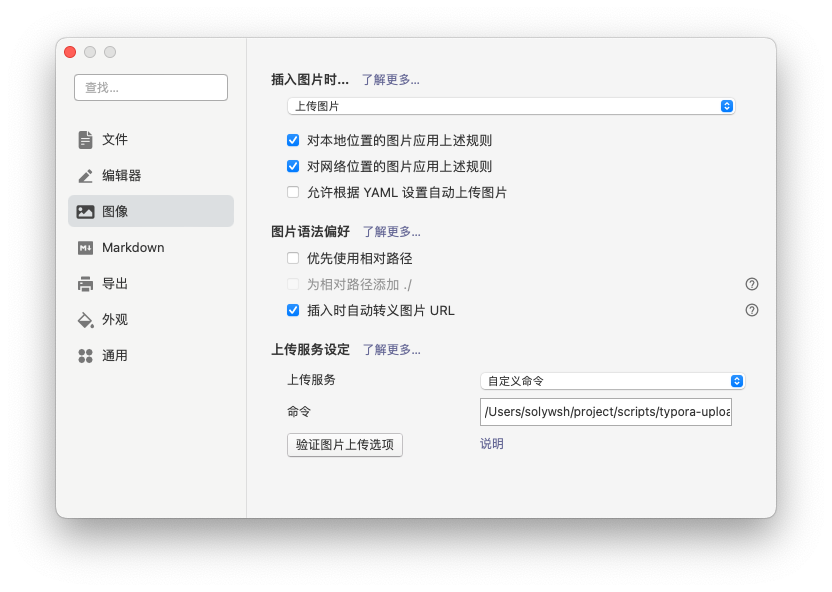 查找...
文件
编辑器
图像
Markdown
导出
外观
通用
插入图片时... 了解更多...
上传图片
对本地位置的图片应用上述规则
对网络位置的图片应用上述规则
允许根据 YAML 设置自动上传图片
图片语法偏好 了解更多...
优先使用相对路径
为相对路径添加 ./
插入时自动转义图片 URL
上传服务设定 了解更多...
上传服务 自定义命令
命令 /Users/solywsh/project/scripts/typora-uploa
验证图片上传选项 说明